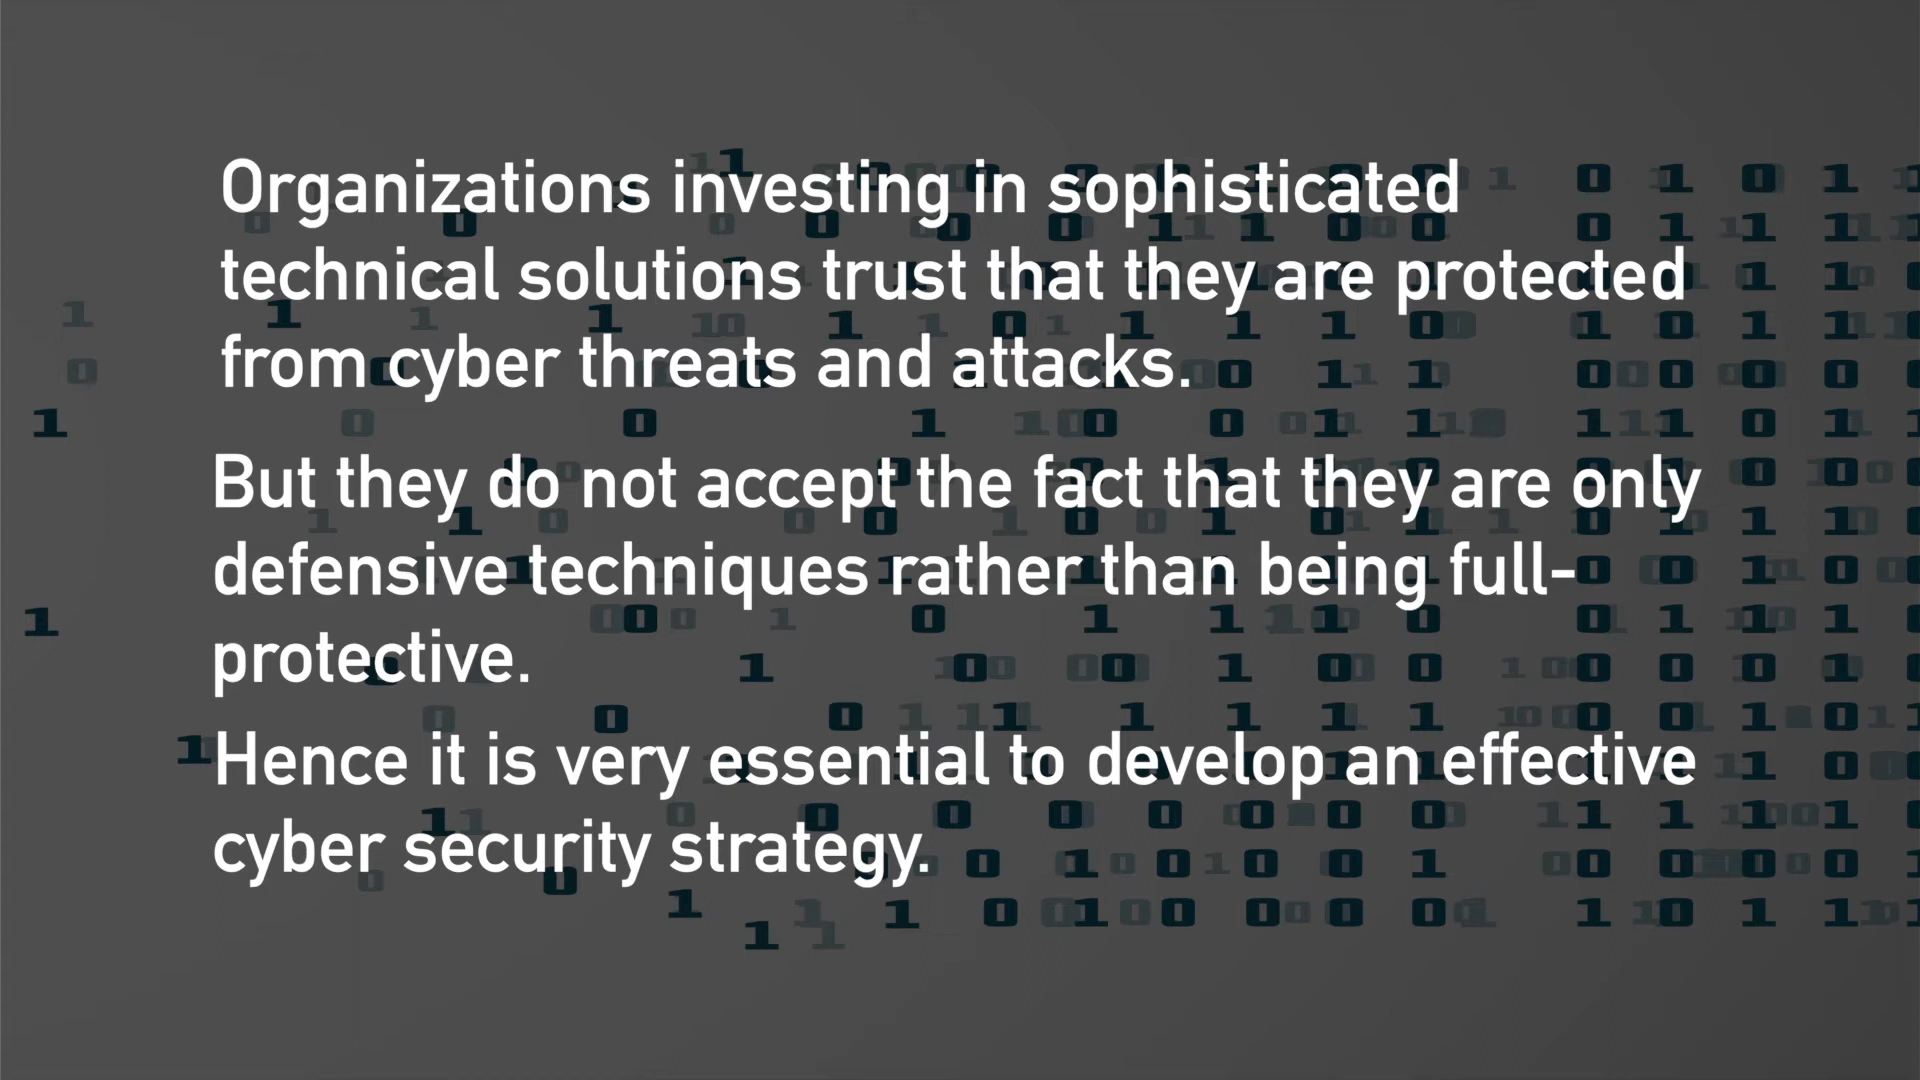 Organizations investing in sophisticated
technical solutions trust that they are protected
from cyber threats and attacks.
But they do not accept the fact that they are only
defensive techniques rather than being full-
protective.
Hence it is very essential to develop an effective
cyber security strategy.